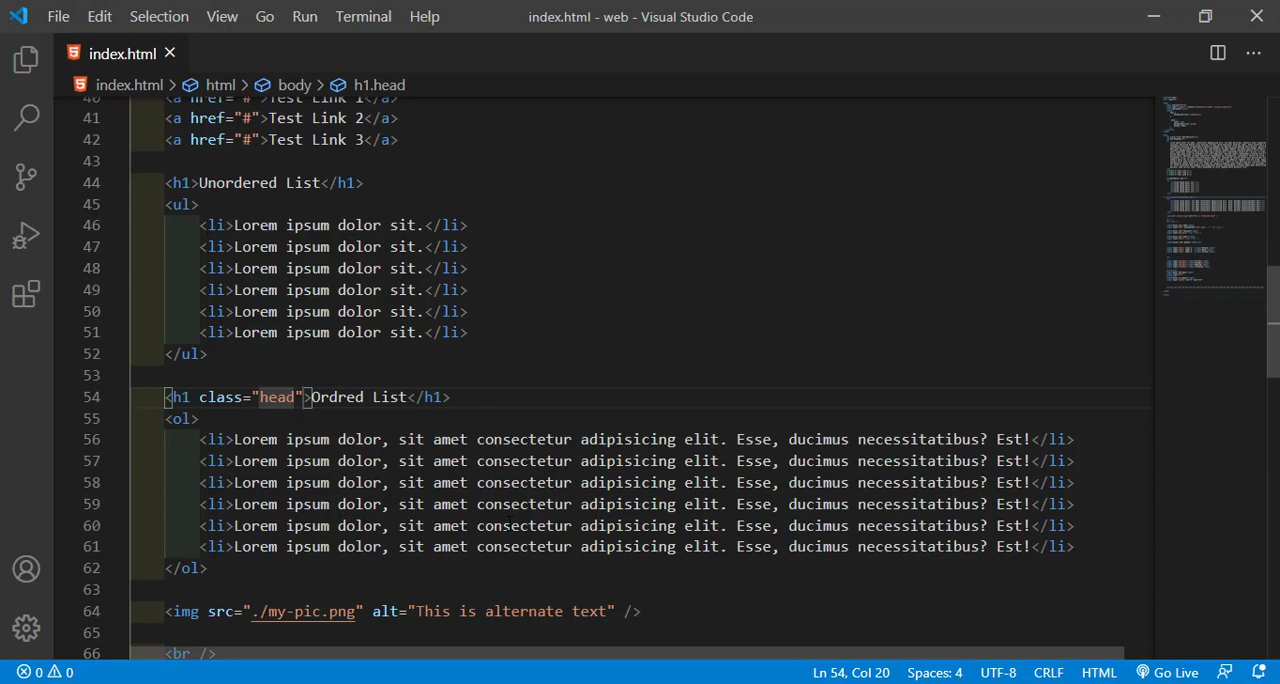 File Edit Selection View Go Run Terminal Help index.html - web - Visual Studio Code
index.html
index.html > html > body > h1.head
40 <a href="#">Test Link 1</a>
41 <a href="#">Test Link 2</a>
42 <a href="#">Test Link 3</a>
43
44 <h1>Unordered List</h1>
45 <ul>
46 <li>Lorem ipsum dolor sit.</li>
47 <li>Lorem ipsum dolor sit.</li>
48 <li>Lorem ipsum dolor sit.</li>
49 <li>Lorem ipsum dolor sit.</li>
50 <li>Lorem ipsum dolor sit.</li>
51 <li>Lorem ipsum dolor sit.</li>
52 </ul>
53
54 <h1 class="head">Ordred List</h1>
55 <ol>
56 <li>Lorem ipsum dolor, sit amet consectetur adipisicing elit. Esse, ducimus necessitatibus? Est!</li>
57 <li>Lorem ipsum dolor, sit amet consectetur adipisicing elit. Esse, ducimus necessitatibus? Est!</li>
58 <li>Lorem ipsum dolor, sit amet consectetur adipisicing elit. Esse, ducimus necessitatibus? Est!</li>
59 <li>Lorem ipsum dolor, sit amet consectetur adipisicing elit. Esse, ducimus necessitatibus? Est!</li>
60 <li>Lorem ipsum dolor, sit amet consectetur adipisicing elit. Esse, ducimus necessitatibus? Est!</li>
61 <li>Lorem ipsum dolor, sit amet consectetur adipisicing elit. Esse, ducimus necessitatibus? Est!</li>
62 </ol>
63
64 <img src="./my-pic.png" alt="This is alternate text" />
65
66 <br />
0 0 Ln 54, Col 20 Spaces: 4 UTF-8 CRLF HTML Go Live